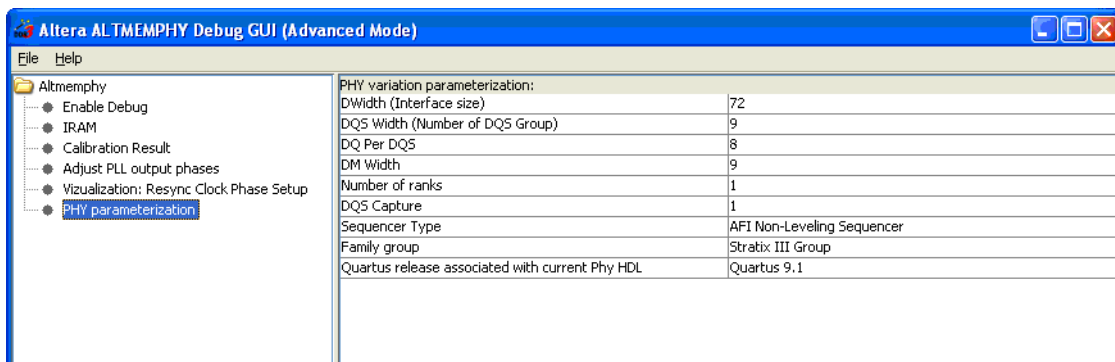 Altera ALTMEMPHY Debug GUI (Advanced Mode)
File Help
Altmemphy
Enable Debug
IRAM
Calibration Result
Adjust PLL output phases
Vizualization: Resync Clock Phase Setup
PHY parameterization
PHY variation parameterization:
DWidth (Interface size) 72
DQS Width (Number of DQS Group) 9
DQ Per DQS 8
DM Width 9
Number of ranks 1
DQS Capture 1
Sequencer Type AFI Non-Leveling Sequencer
Family group Stratix III Group
Quartus release associated with current Phy HDL Quartus 9.1